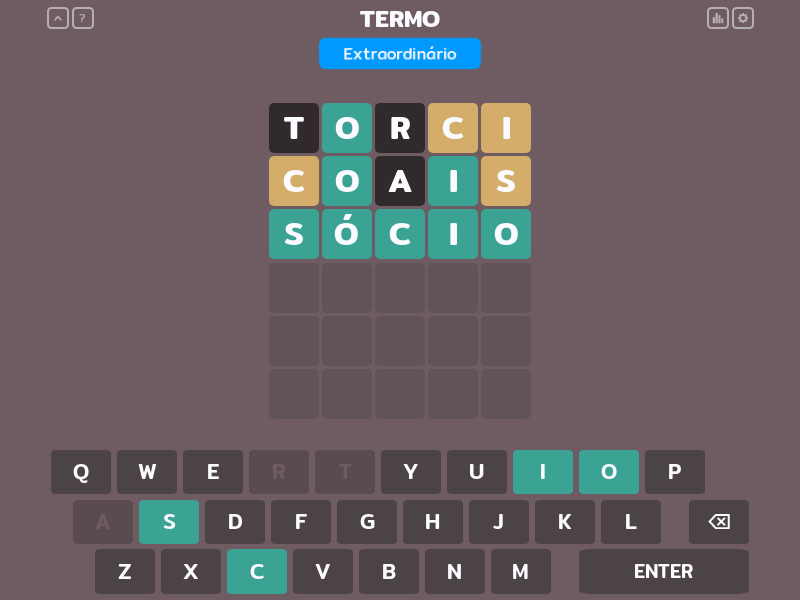 ?
TERMO
Extraordinário
TORCI
COAIS
SÓCIO
Q W E R T Y U I O P
A S D F G H J K L
Z X C V B N M ENTER